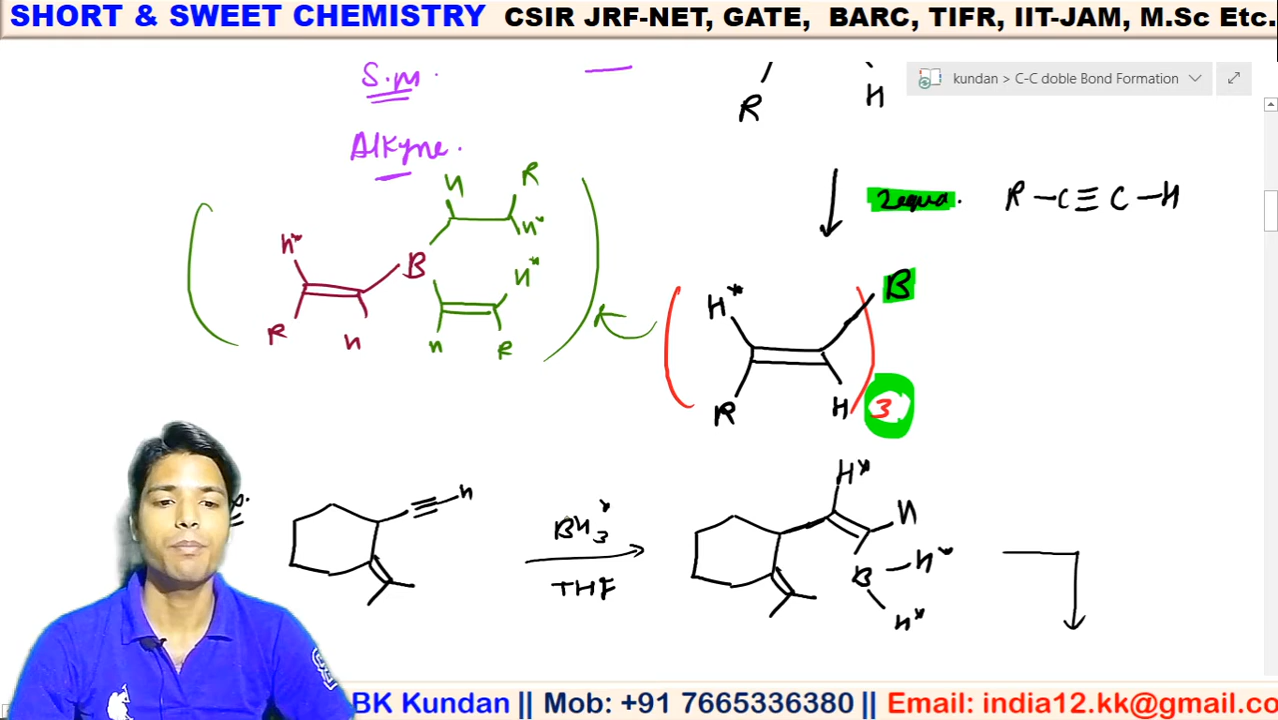 SHORT & SWEET CHEMISTRY CSIR JRF-NET, GATE, BARC, TIFR, IIT-JAM, M.Sc Etc.
kundan > C-C doble Bond Formation
S.M.
Alkyne.
R H
2equa. R-C≡C-H
H R
H* B H*
H*
R H H R
H* B
R H 3
H
BH3*
THF
H*
H
B H*
H*
BK Kundan || Mob: +91 7665336380 || Email: india12.kk@gmail.co